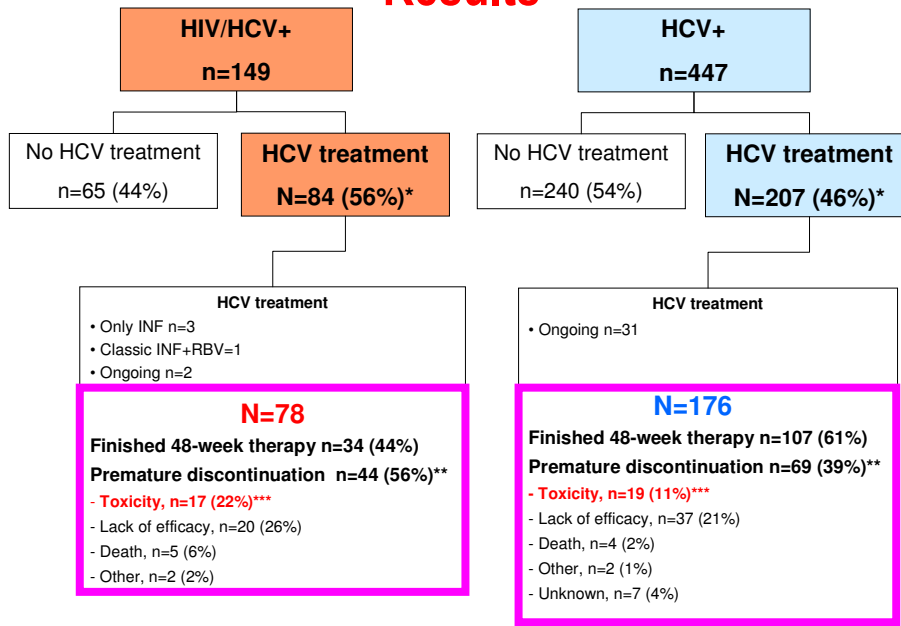 Results
HIV/HCV+
n=149
No HCV treatment
n=65 (44%)
HCV treatment
N=84 (56%)*
HCV treatment
• Only INF n=3
• Classic INF+RBV=1
• Ongoing n=2
N=78
Finished 48-week therapy n=34 (44%)
Premature discontinuation n=44 (56%)**
- Toxicity, n=17 (22%)***
- Lack of efficacy, n=20 (26%)
- Death, n=5 (6%)
- Other, n=2 (2%)
HCV+
n=447
No HCV treatment
n=240 (54%)
HCV treatment
N=207 (46%)*
HCV treatment
• Ongoing n=31
N=176
Finished 48-week therapy n=107 (61%)
Premature discontinuation n=69 (39%)**
- Toxicity, n=19 (11%)***
- Lack of efficacy, n=37 (21%)
- Death, n=4 (2%)
- Other, n=2 (1%)
- Unknown, n=7 (4%)